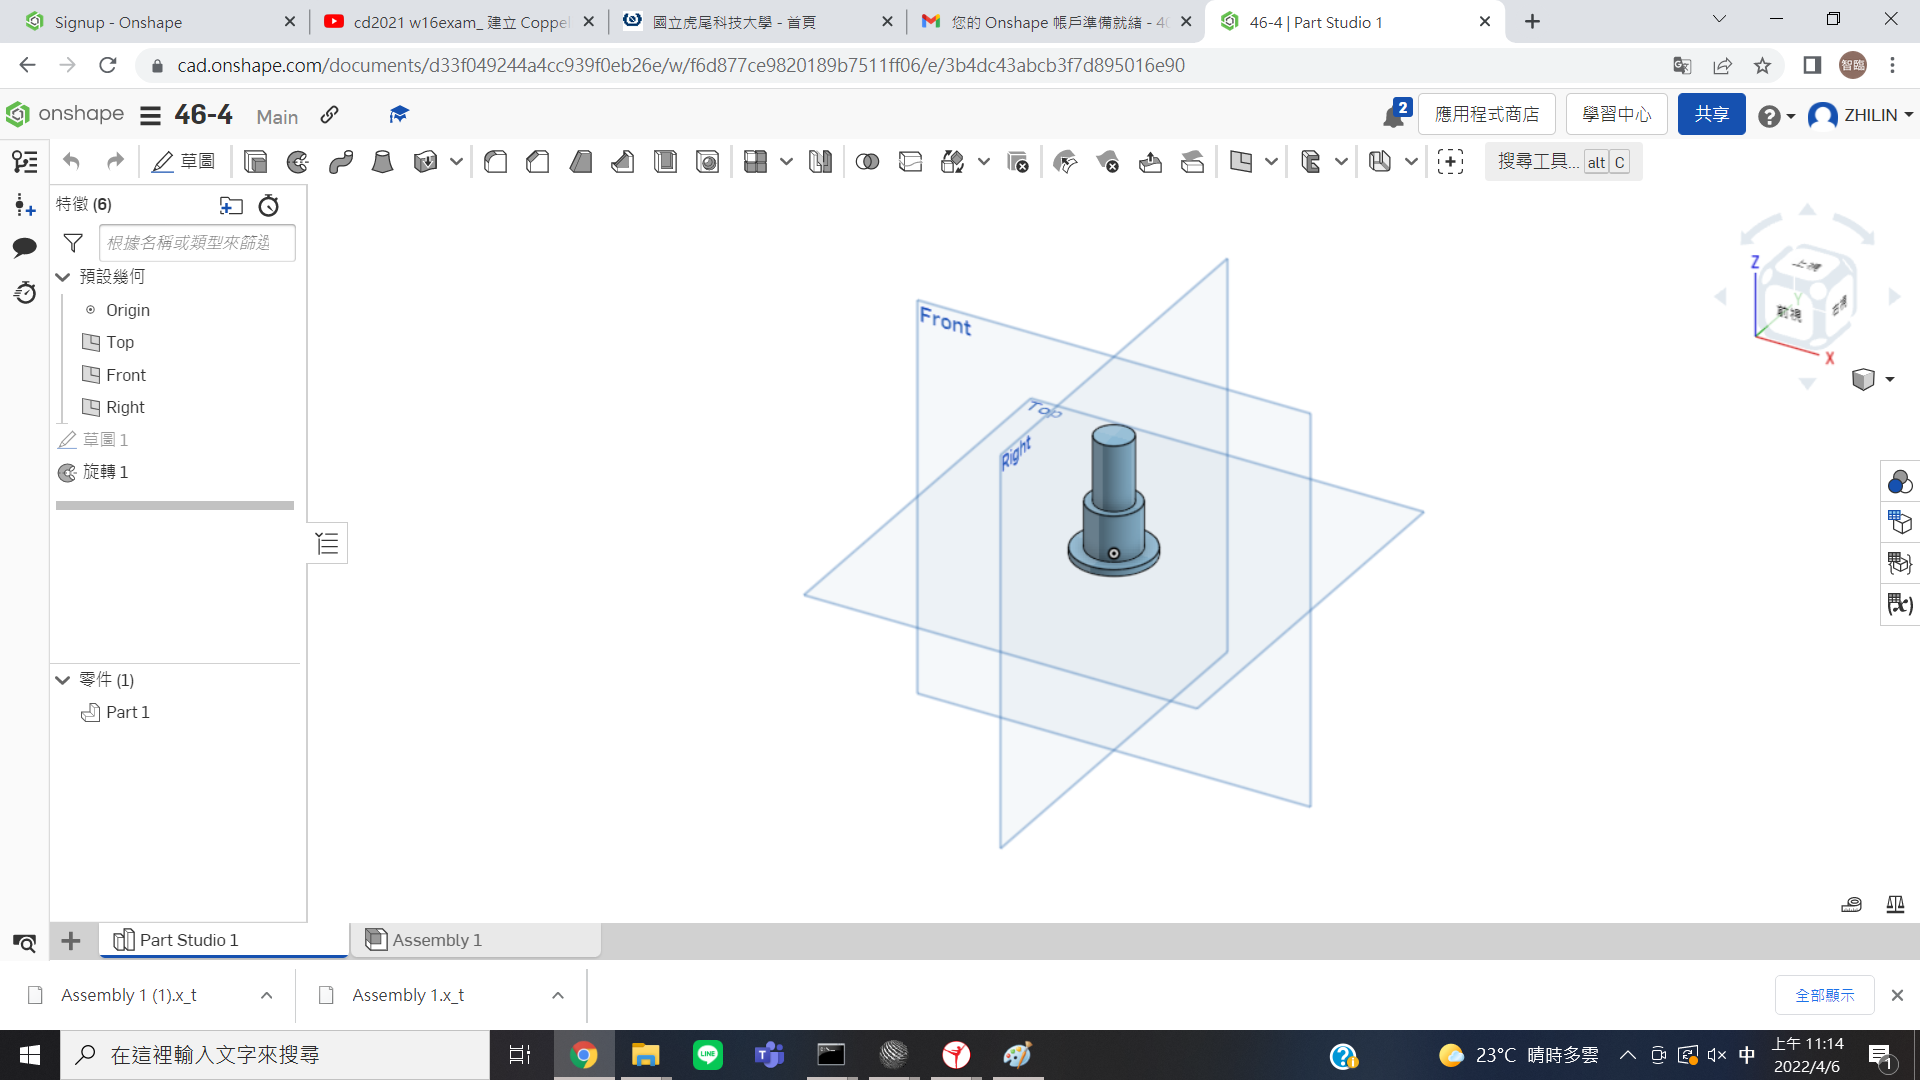 Signup - Onshape
cd2021 w16exam_ 建立 Coppel
國立虎尾科技大學 - 首頁
您的 Onshape 帳戶準備就緒 - 40
46-4 | Part Studio 1
cad.onshape.com/documents/d33f049244a4cc939f0eb26e/w/f6d877ce9820189b7511ff06/e/3b4dc43abcb3f7d895016e90
智臨
onshape
46-4
Main
2
應用程式商店
學習中心
共享
ZHILIN
草圖
搜尋工具... alt C
特徵 (6)
根據名稱或類型來篩選
預設幾何
Origin
Top
Front
Right
草圖 1
旋轉 1
Front
Top
Right
Z
上視
Y
前視
右視
X
零件 (1)
Part 1
Part Studio 1
Assembly 1
Assembly 1 (1).x_t
Assembly 1.x_t
全部顯示
在這裡輸入文字來搜尋
LINE
23°C 晴時多雲
中
上午 11:14
2022/4/6
1